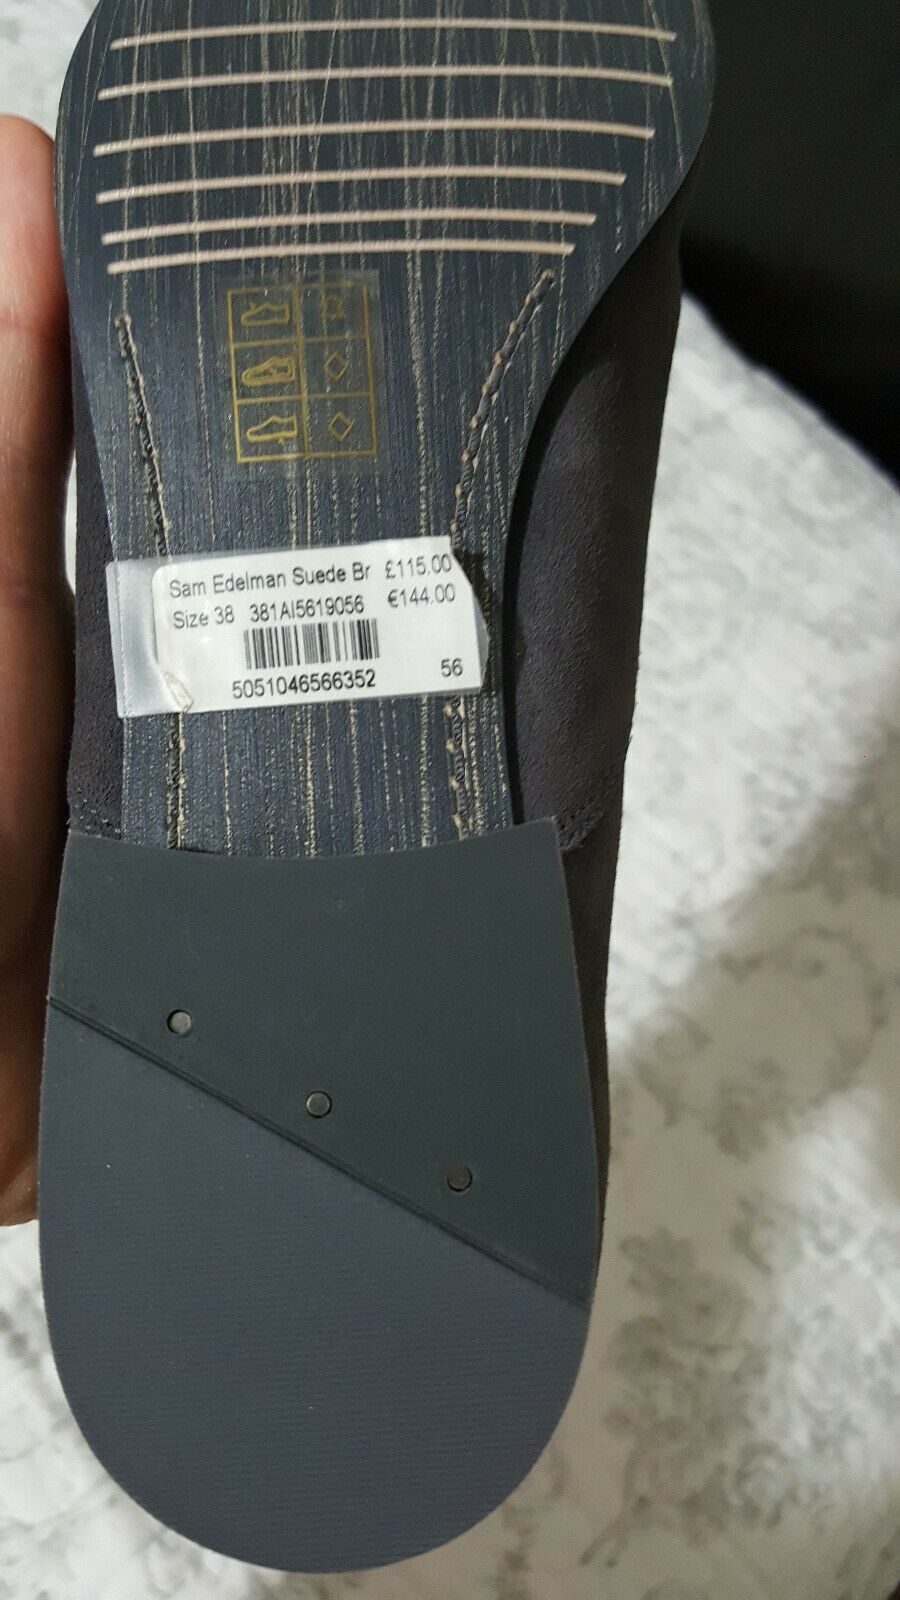 Sam Edelman Suede Br £115.00
Size 38 381AI5619056 €144.00
5051046566352 56